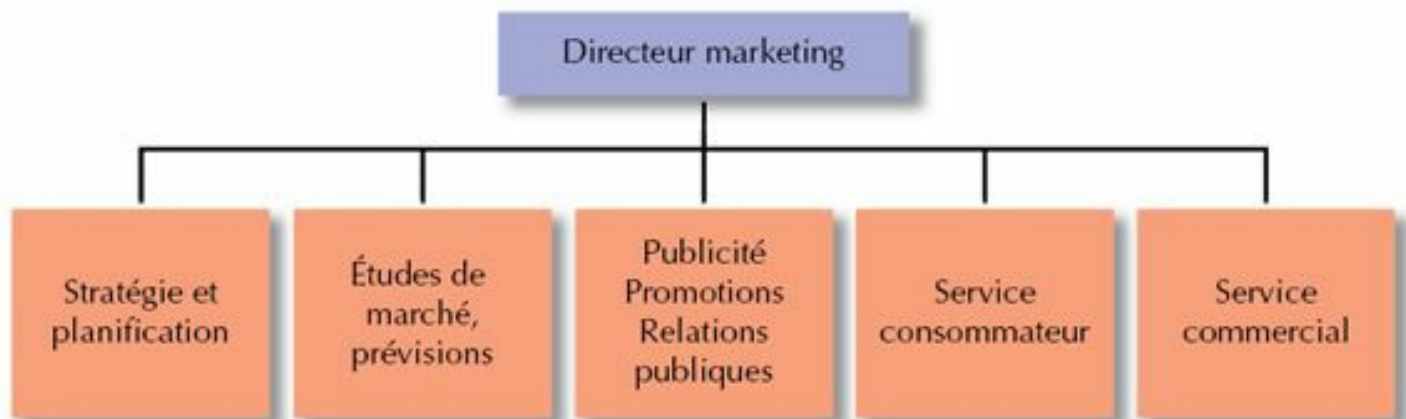 Directeur marketing
Stratégie et
planification
Études de
marché,
prévisions
Publicité
Promotions
Relations
publiques
Service
consommateur
Service
commercial